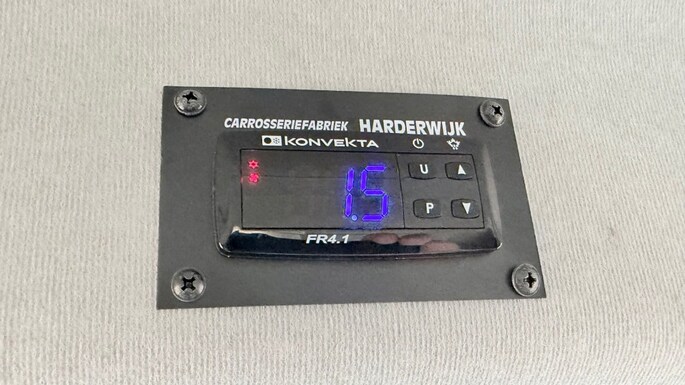 CARROSSERIEFABRIEK HARDERWIJK
KONVEKTA
1.5
U
P
FR4.1